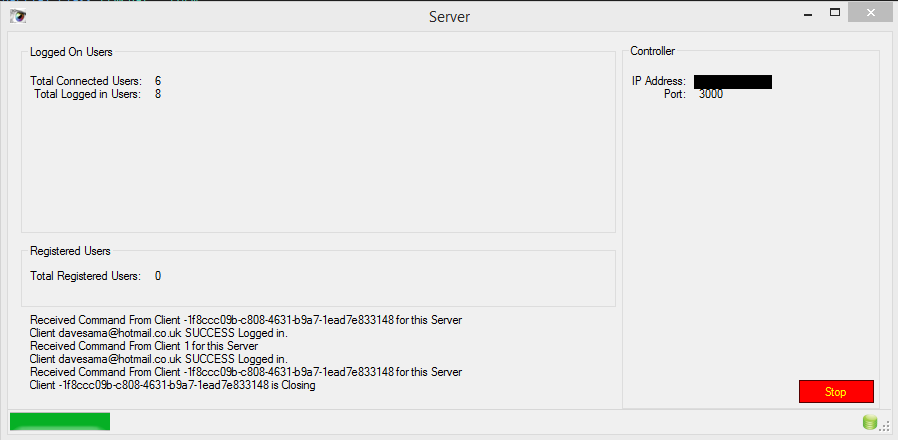 Server
Logged On Users
Total Connected Users: 6
Total Logged in Users: 8
Controller
IP Address:
Port: 3000
Registered Users
Total Registered Users: 0
Received Command From Client -1f8ccc09b-c808-4631-b9a7-1ead7e833148 for this Server
Client davesama@hotmail.co.uk SUCCESS Logged in.
Received Command From Client 1 for this Server
Client davesama@hotmail.co.uk SUCCESS Logged in.
Received Command From Client -1f8ccc09b-c808-4631-b9a7-1ead7e833148 for this Server
Client -1f8ccc09b-c808-4631-b9a7-1ead7e833148 is Closing
Stop